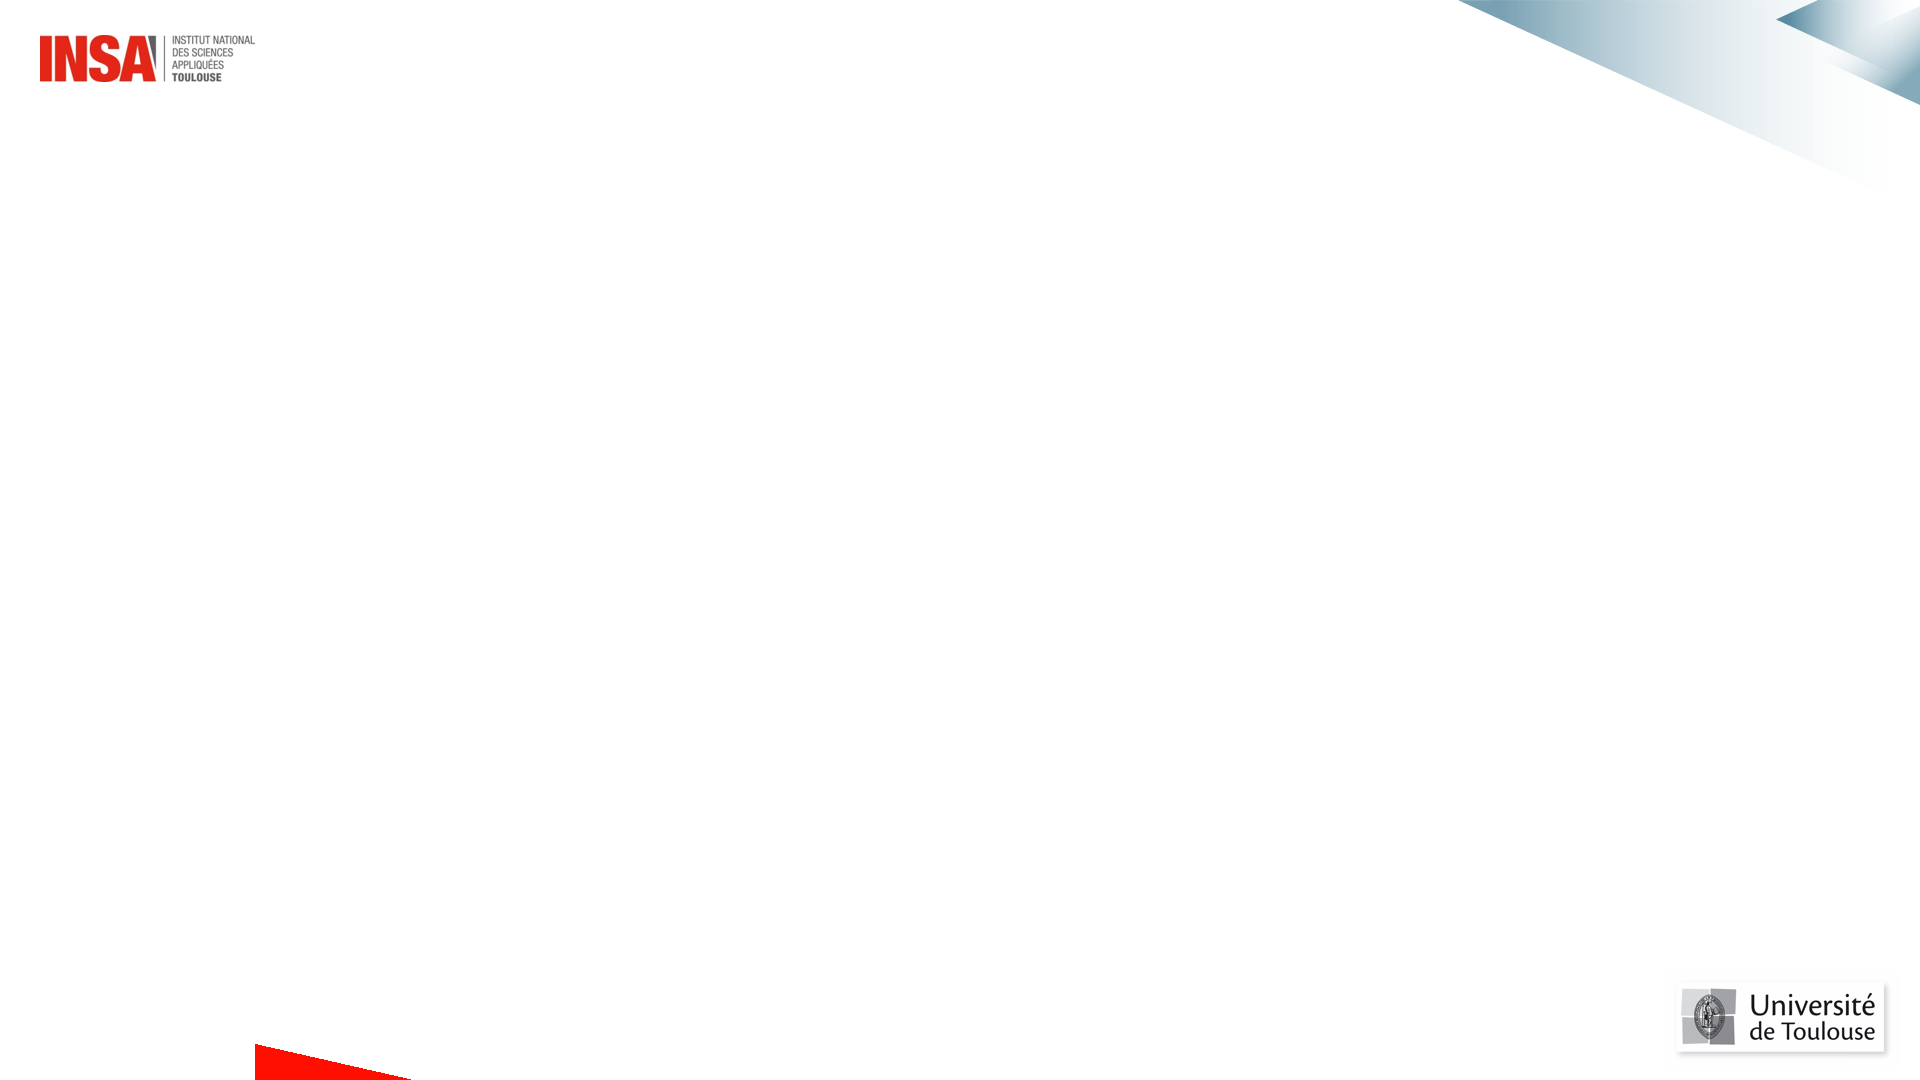 INSA
INSTITUT NATIONAL
DES SCIENCES
APPLIQUÉES
TOULOUSE
Université
de Toulouse